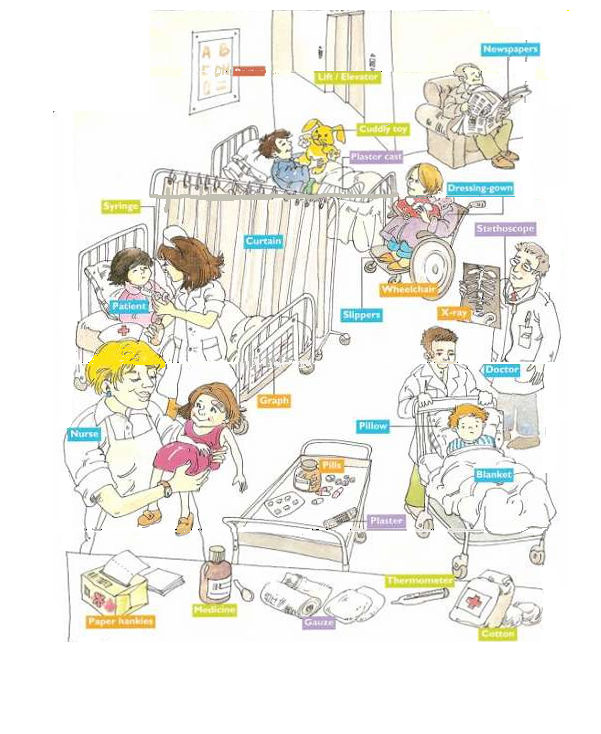 Newspapers
A B
E DH
Lift / Elevator
Cuddly toy
Plaster cast
Dressing-gown
Syringe
Stethoscope
Curtain
Wheelchair
Patient
X-ray
Slippers
Doctor
Graph
Pillow
Nurse
Pills
Blanket
Plaster
Thermometer
Medicine
Paper hankies
Gauze
Cotton